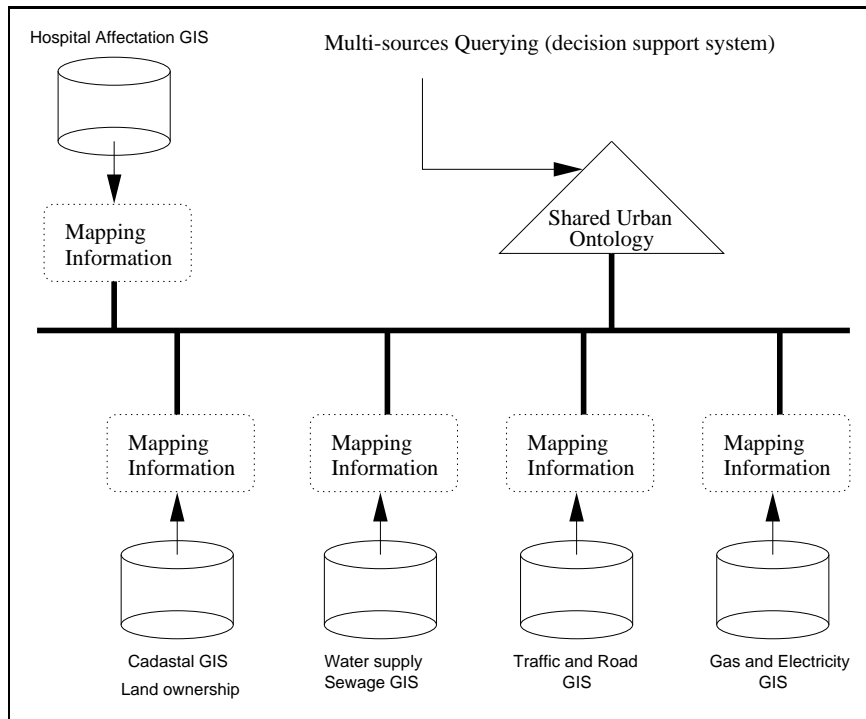 Hospital Affectation GIS
Multi-sources Querying (decision support system)
Mapping
Information
Shared Urban
Ontology
Mapping
Information
Mapping
Information
Mapping
Information
Mapping
Information
Cadastal GIS
Land ownership
Water supply
Sewage GIS
Traffic and Road
GIS
Gas and Electricity
GIS